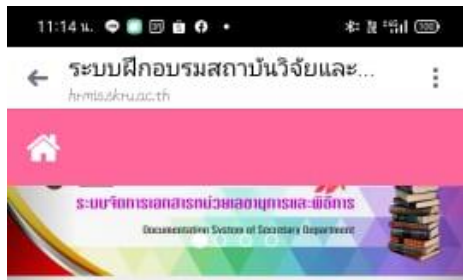 11:14 น.
100
ระบบฝึกอบรมสถาบันวิจัยและ...
hrmis.skru.ac.th
ระบบจัดการเอกสารหน่วยเลขานุการและพิธีการ
Documentation System of Secretary Department